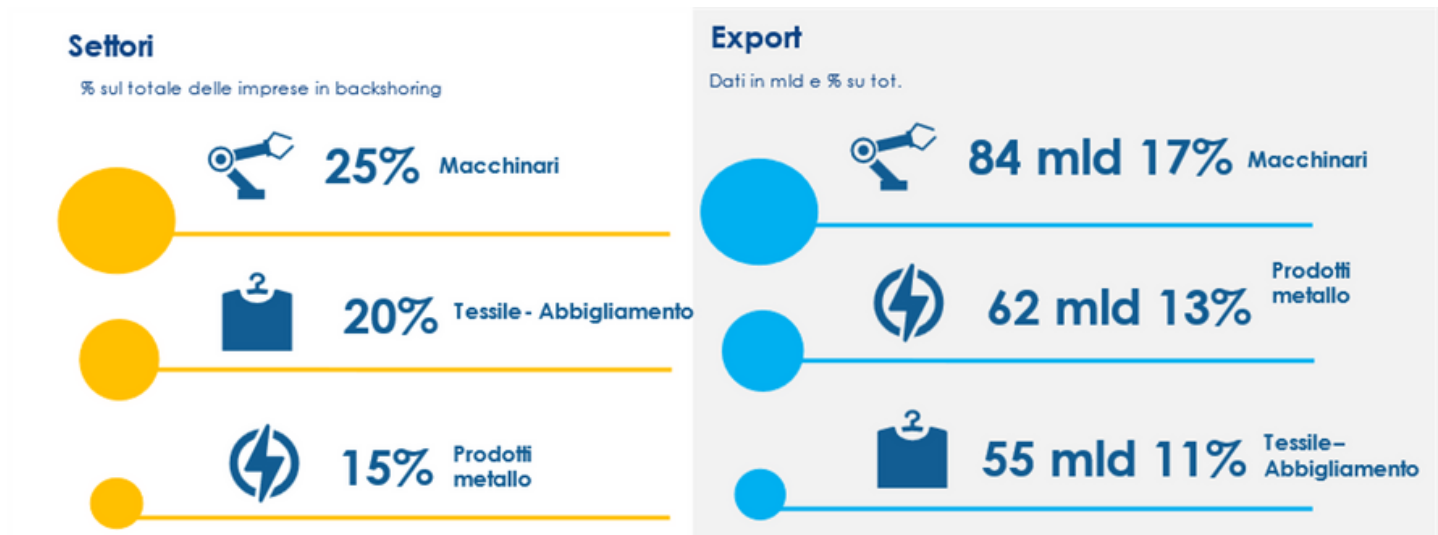 Settori
% sul totale delle imprese in backshoring
25% Macchinari
20% Tessile - Abbigliamento
15% Prodotti
metallo
Export
Dati in mld e % su tot.
84 mld 17% Macchinari
62 mld 13% Prodotti
metallo
55 mld 11% Tessile–
Abbigliamento